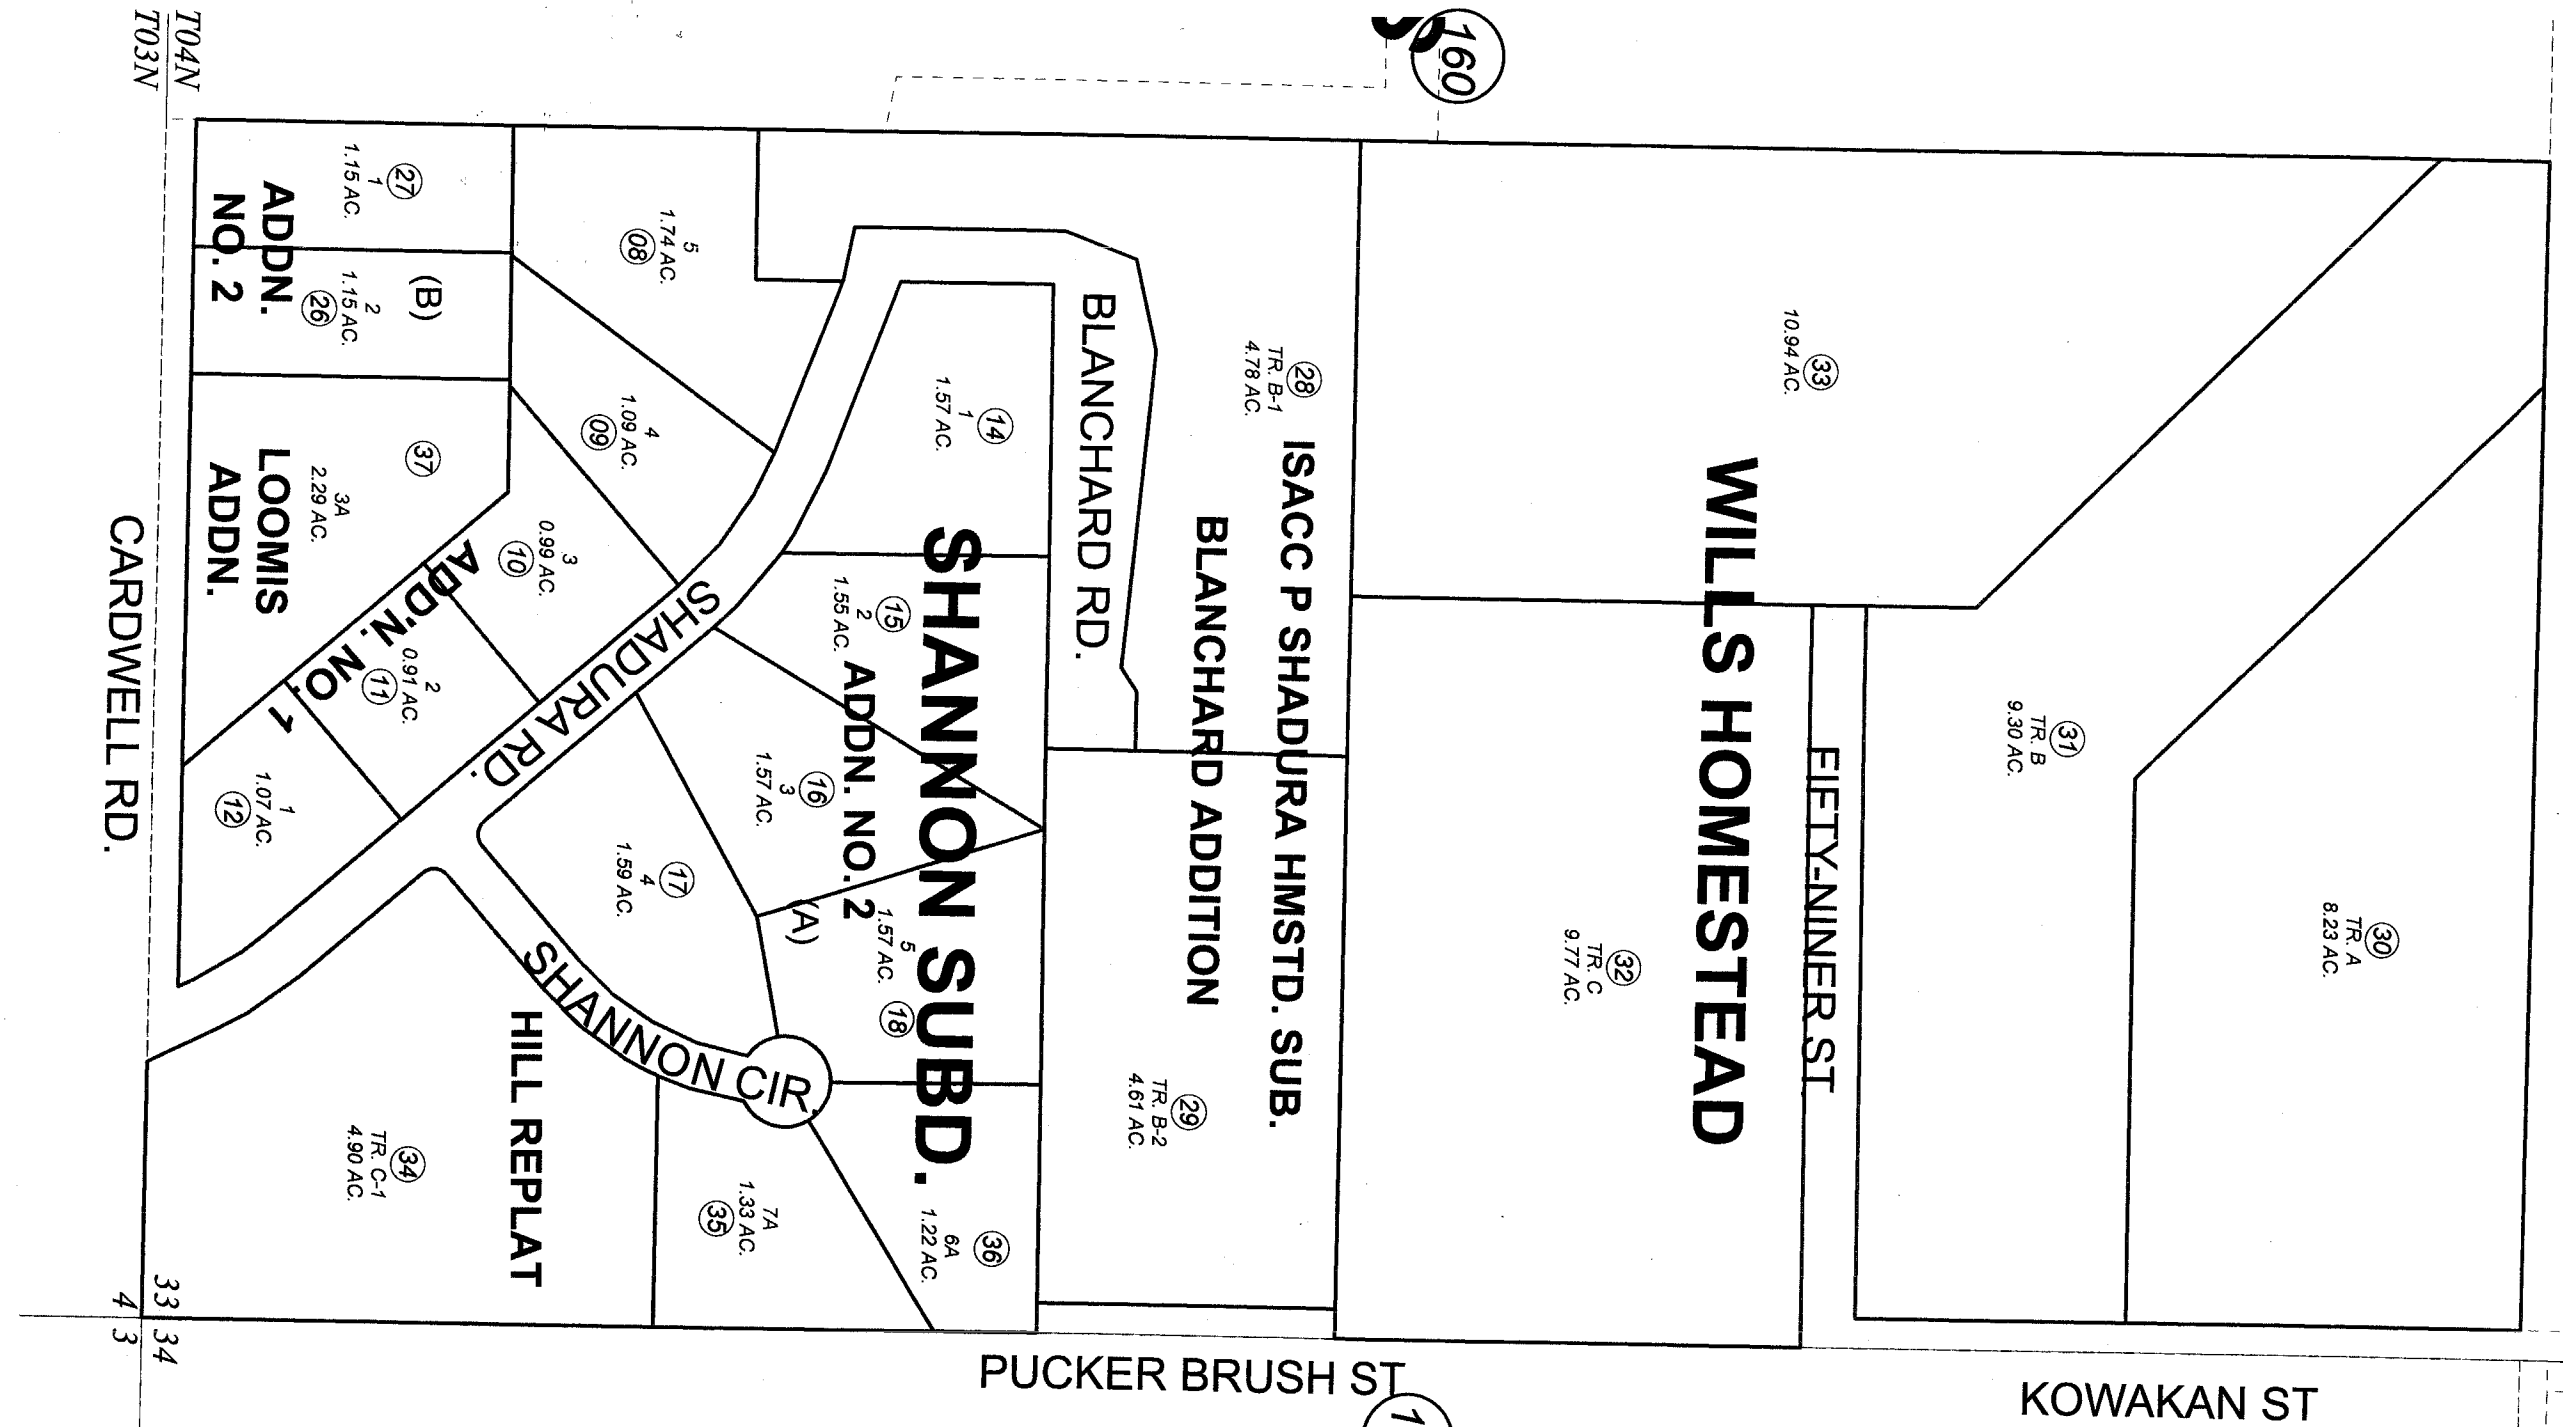 160
T04N
T03N
WILLS HOMESTEAD
33
10.94 AC.
30
TR. A
8.23 AC.
31
TR. B
9.30 AC.
FIFTY-NINER ST
32
TR. C
9.77 AC.
KOWAKAN ST
28
TR. B-1
4.78 AC.
ISACC P SHADURA HMSTD. SUB.
BLANCHARD ADDITION
29
TR. B-2
4.61 AC.
BLANCHARD RD.
PUCKER BRUSH ST
1
SHANNON SUBD.
14
1
1.57 AC.
15
2
1.55 AC.
ADDN. NO. 2
16
3
1.57 AC.
17
4
1.59 AC.
(A)
5
1.57 AC.
18
36
6A
1.22 AC.
7A
1.33 AC.
35
SHANNON CIR.
HILL REPLAT
34
TR. C-1
4.90 AC.
SHADURA RD.
5
1.74 AC.
08
4
1.09 AC.
09
3
0.99 AC.
10
2
0.91 AC.
11
1
1.07 AC.
12
AD'D'N. NO. 1
27
1
1.15 AC.
(B)
2
1.15 AC.
26
ADDN.
NO. 2
37
3A
2.29 AC.
LOOMIS
ADDN.
CARDWELL RD.
33 34
4 3